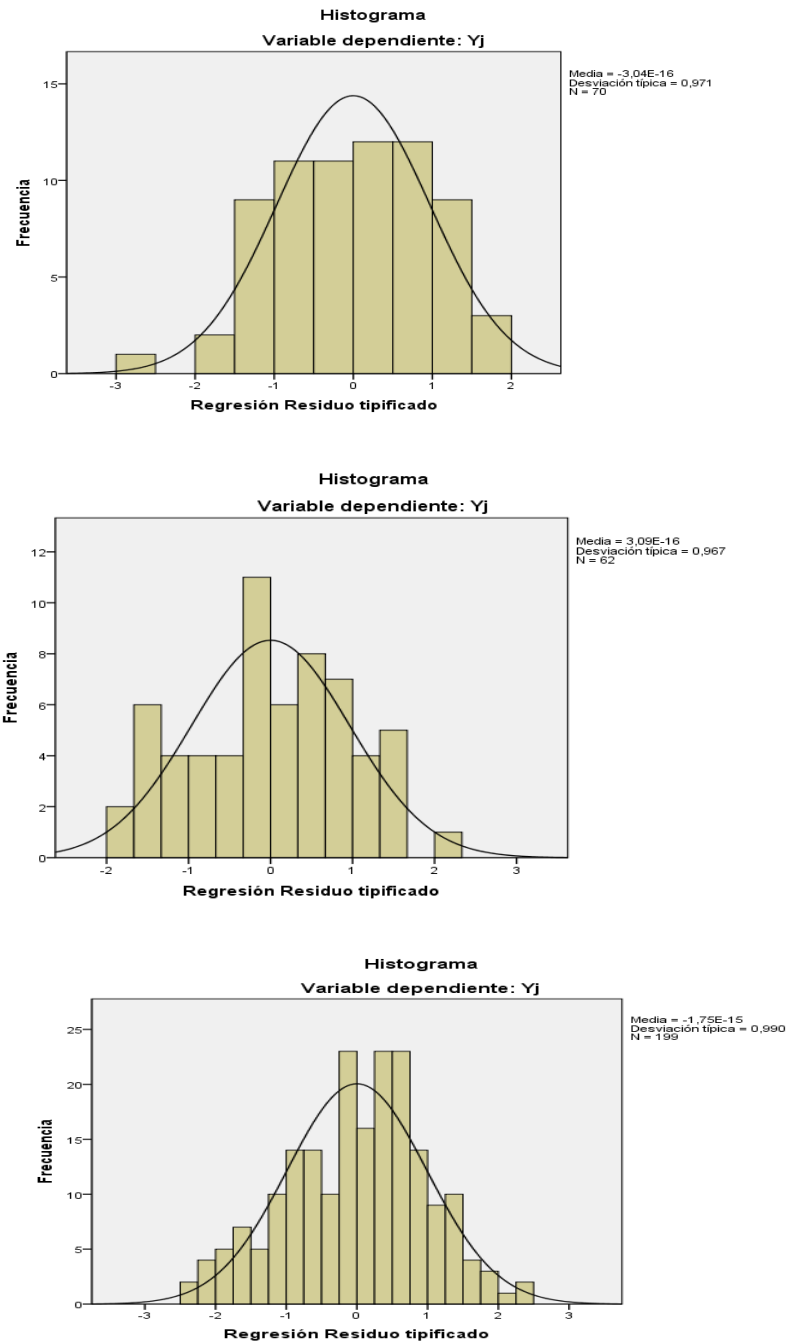 Histograma
Variable dependiente: Yj
Media = -3,04E-16
Desviación típica = 0,971
N = 70
Frecuencia
15
10
5
0
-3 -2 -1 0 1 2
Regresión Residuo tipificado
Histograma
Variable dependiente: Yj
Media = 3,09E-16
Desviación típica = 0,967
N = 62
Frecuencia
12
10
8
6
4
2
0
-2 -1 0 1 2 3
Regresión Residuo tipificado
Histograma
Variable dependiente: Yj
Media = -1,75E-15
Desviación típica = 0,990
N = 199
Frecuencia
25
20
15
10
5
0
-3 -2 -1 0 1 2 3
Regresión Residuo tipificado